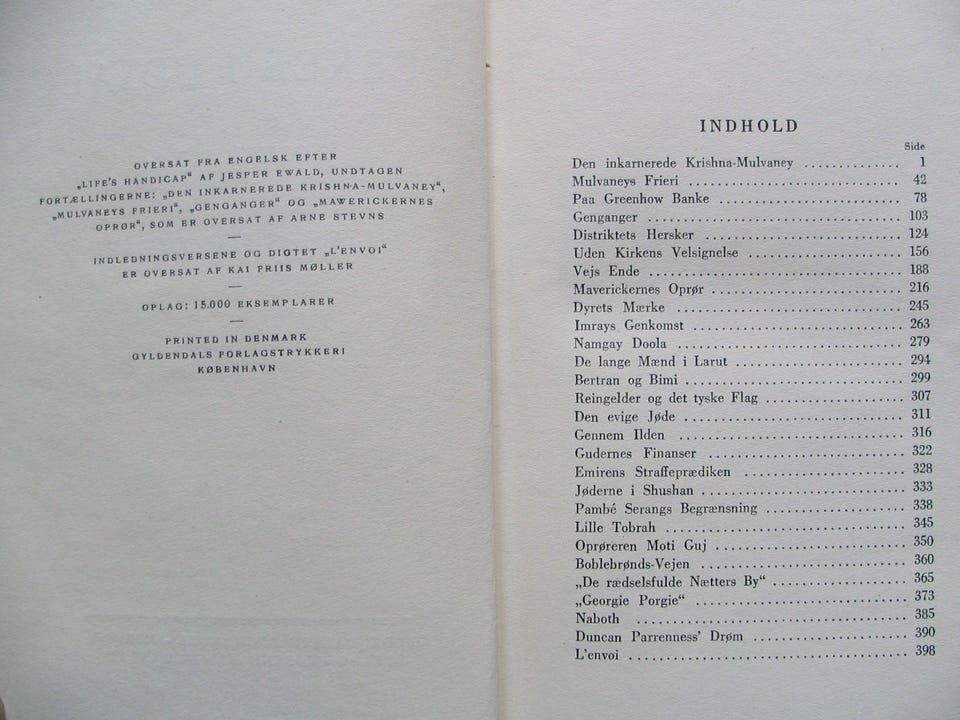 OVERSAT FRA ENGELSK EFTER
„LIFE'S HANDICAP“ AF JESPER EWALD, UNDTAGEN
FORTÆLLINGERNE: „DEN INKARNEREDE KRISHNA-MULVANEY“,
„MULVANEYS FRIERI“, „GENGANGER“ OG „MAWERICKERNES
OPRØR“, SOM ER OVERSAT AF ARNE STEVNS
INDLEDNINGSVERSENE OG DIGTET „L'ENVOI“
ER OVERSAT AF KAI FRIIS MØLLER
OPLAG: 15.000 EKSEMPLARER
PRINTED IN DENMARK
GYLDENDALS FORLAGSTRYKKERI
KØBENHAVN
INDHOLD
Side
Den inkarnerede Krishna-Mulvaney ............. 1
Mulvaneys Frieri ............................ 42
Paa Greenhow Banke ......................... 78
Genganger .................................. 103
Distriktets Hersker ........................... 124
Uden Kirkens Velsignelse ..................... 156
Vejs Ende .................................. 188
Maverickernes Oprør ......................... 216
Dyrets Mærke ............................... 245
Imrays Genkomst ............................ 263
Namgay Doola .............................. 279
De lange Mænd i Larut ....................... 294
Bertran og Bimi ............................. 299
Reingelder og det tyske Flag .................. 307
Den evige Jøde .............................. 311
Gennem Ilden .............................. 316
Gudernes Finanser ........................... 322
Emirens Straffeprædiken ...................... 328
Jøderne i Shushan ........................... 333
Pambé Serangs Begrænsning .................. 338
Lille Tobrah ................................ 345
Oprøreren Moti Guj .......................... 350
Boblebrønds-Vejen ........................... 360
„De rædselsfulde Nætters By“ .................. 365
„Georgie Porgie“ ............................. 373
Naboth .................................... 385
Duncan Parrenness' Drøm .................... 390
L'envoi ..................................... 398